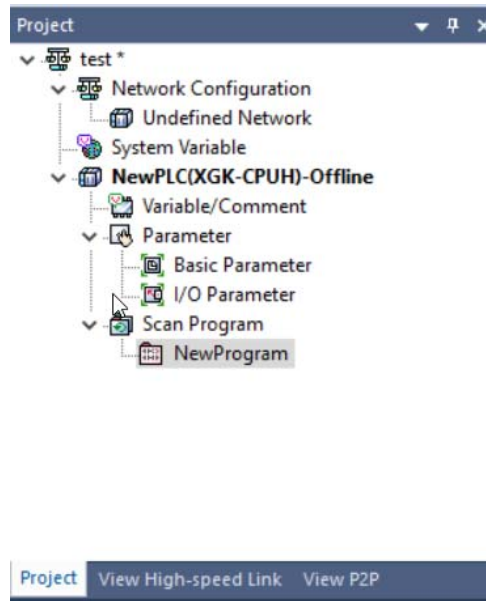 Project
test *
Network Configuration
Undefined Network
System Variable
NewPLC(XGK-CPUH)-Offline
Variable/Comment
Parameter
Basic Parameter
I/O Parameter
Scan Program
NewProgram
Project View High-speed Link View P2P